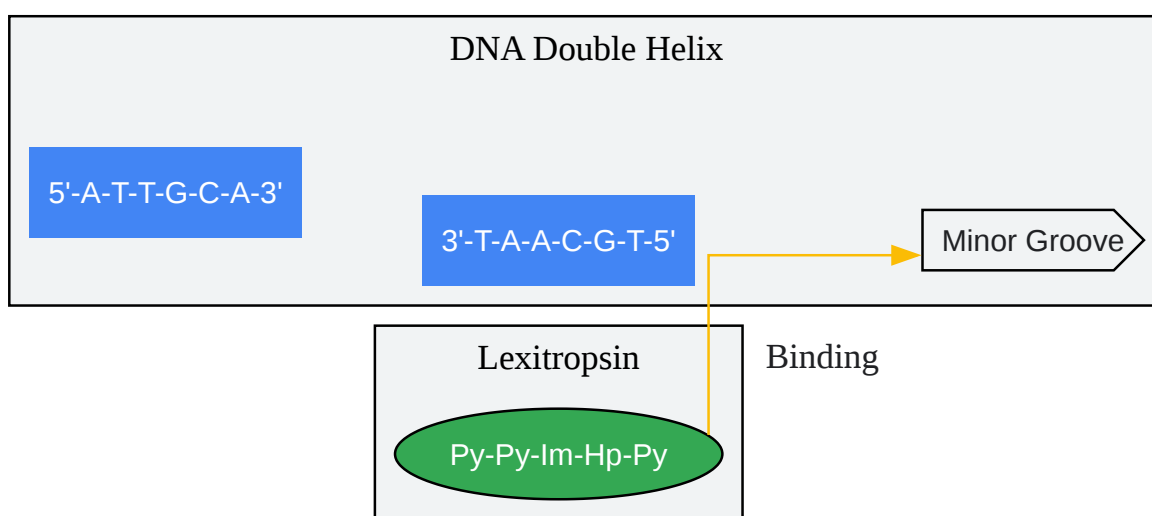 DNA Double Helix
5'-A-T-T-G-C-A-3'
3'-T-A-A-C-G-T-5'
Minor Groove
Lexitropsin
Binding
Py-Py-Im-Hp-Py